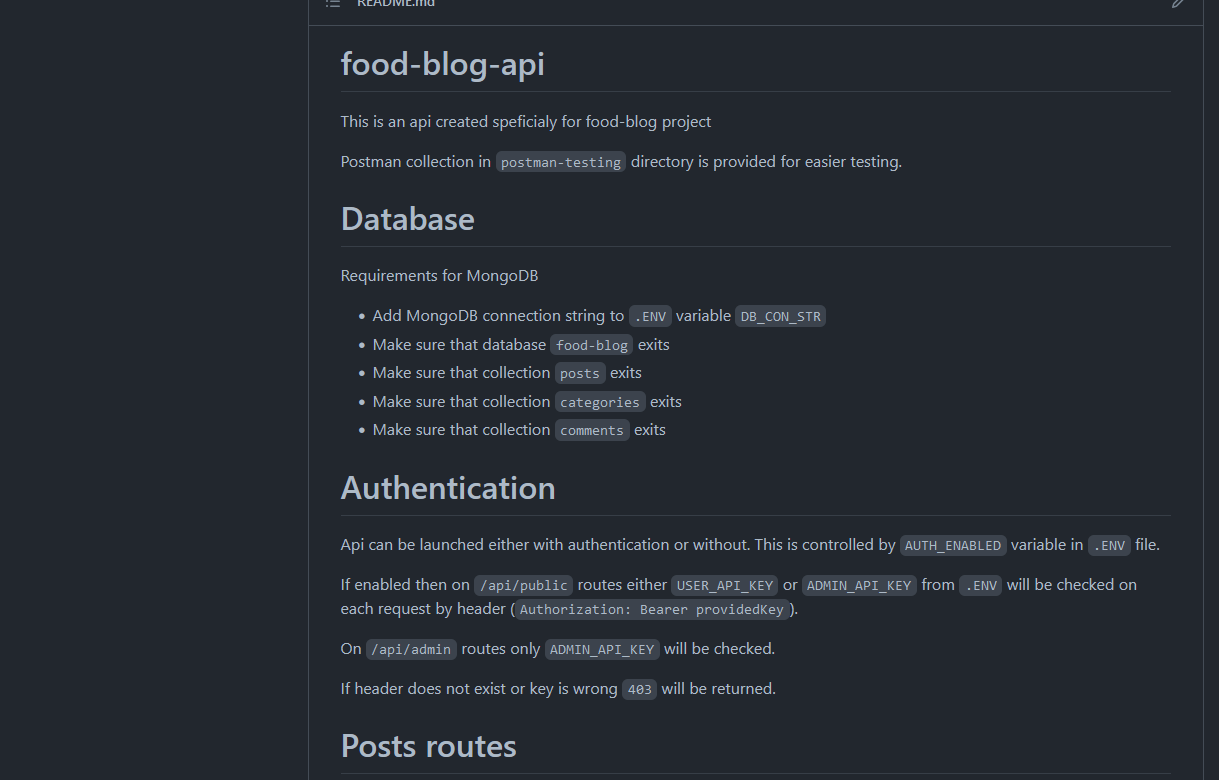 README.md
food-blog-api
This is an api created speficialy for food-blog project
Postman collection in postman-testing directory is provided for easier testing.
Database
Requirements for MongoDB
• Add MongoDB connection string to .ENV variable DB_CON_STR
• Make sure that database food-blog exits
• Make sure that collection posts exits
• Make sure that collection categories exits
• Make sure that collection comments exits
Authentication
Api can be launched either with authentication or without. This is controlled by AUTH_ENABLED variable in .ENV file.
If enabled then on /api/public routes either USER_API_KEY or ADMIN_API_KEY from .ENV will be checked on
each request by header (Authorization: Bearer providedKey).
On /api/admin routes only ADMIN_API_KEY will be checked.
If header does not exist or key is wrong 403 will be returned.
Posts routes